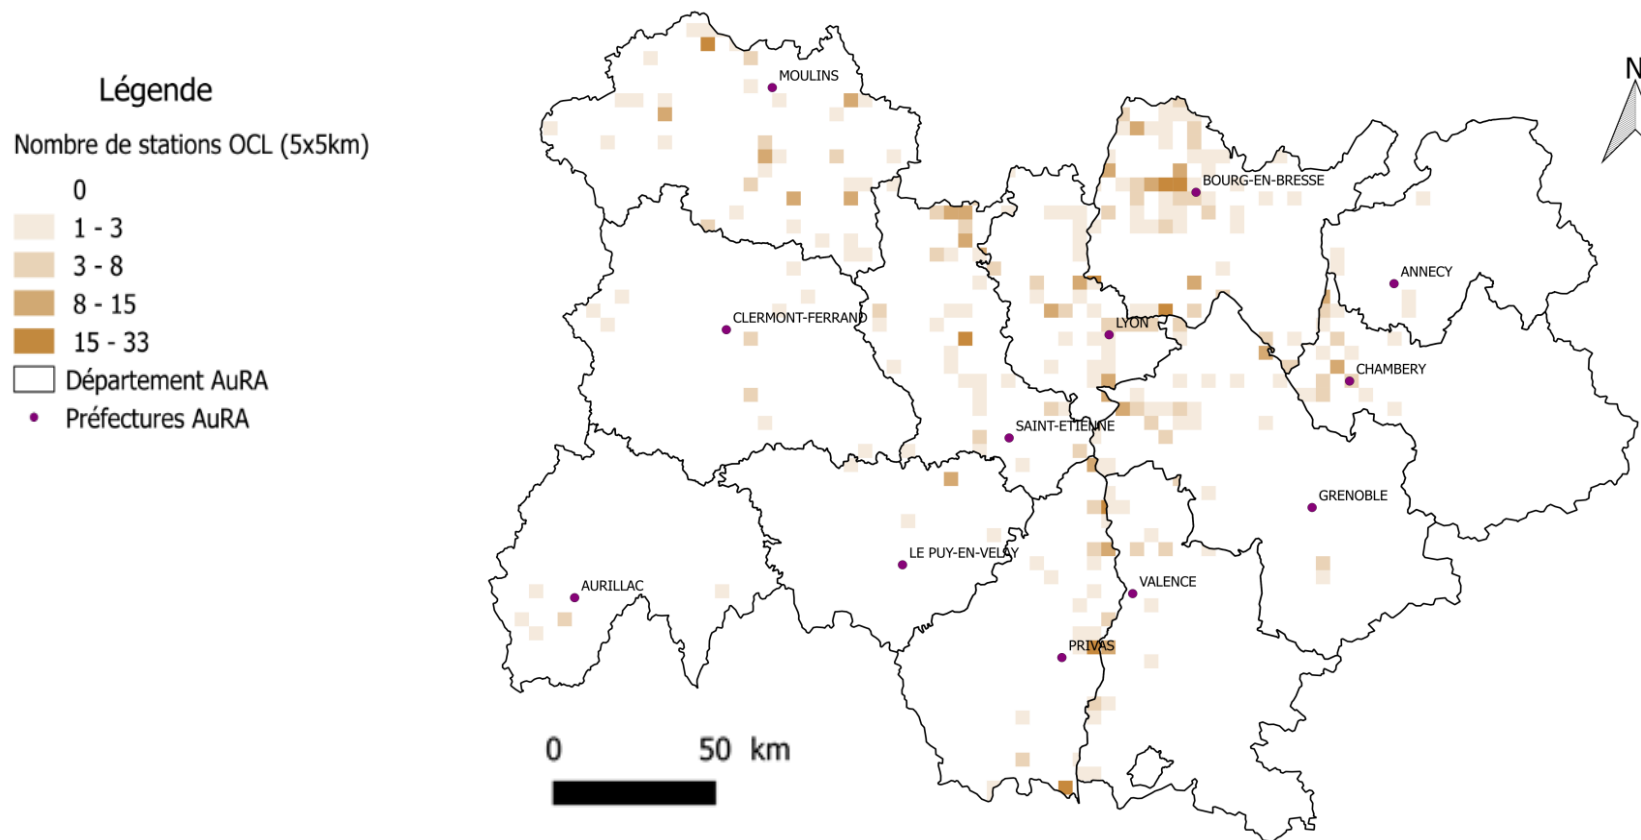 Légende
Nombre de stations OCL (5x5km)
0
1 - 3
3 - 8
8 - 15
15 - 33
Département AuRA
Préfectures AuRA
N
MOULINS
BOURG-EN-BRESSE
ANNECY
CLERMONT-FERRAND
LYON
CHAMBERY
SAINT-ETIENNE
GRENOBLE
LE PUY-EN-VELAY
AURILLAC
VALENCE
PRIVAS
0 50 km